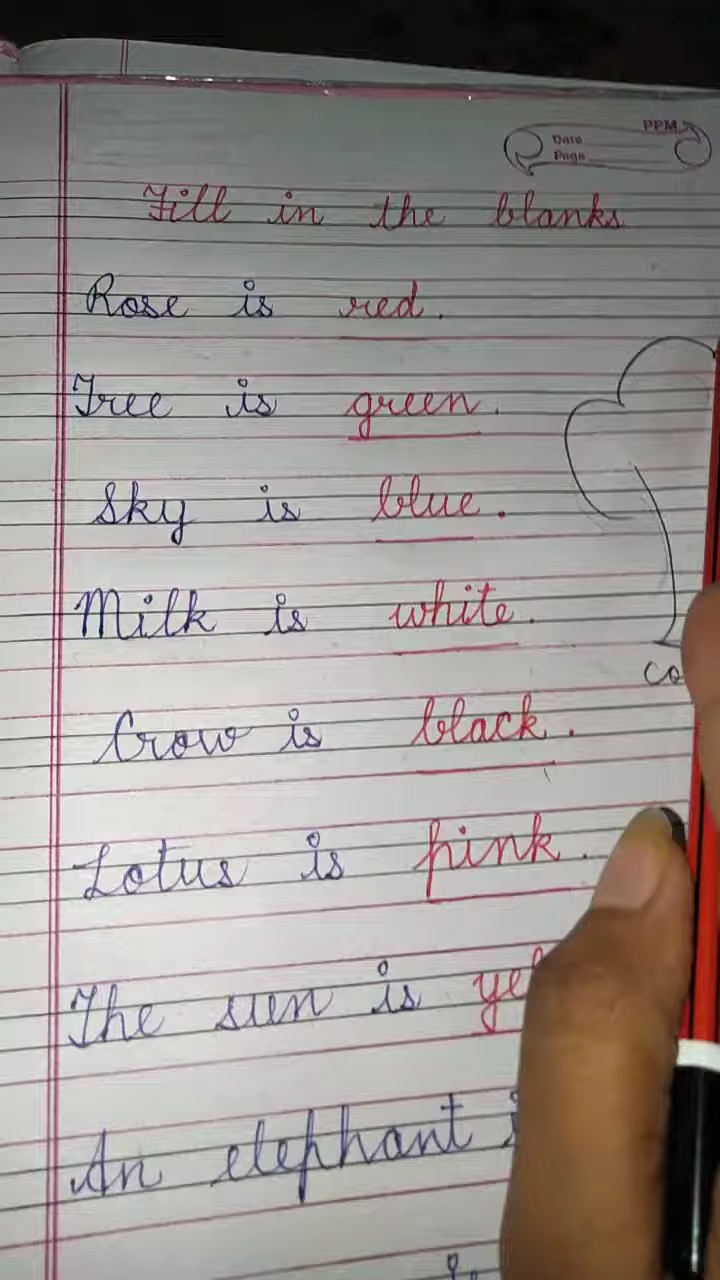 PPM
Date
Page
Fill in the blanks
Rose is red.
Tree is green.
Sky is blue.
Milk is white.
Crow is black.
Lotus is pink.
The sun is
An elephant